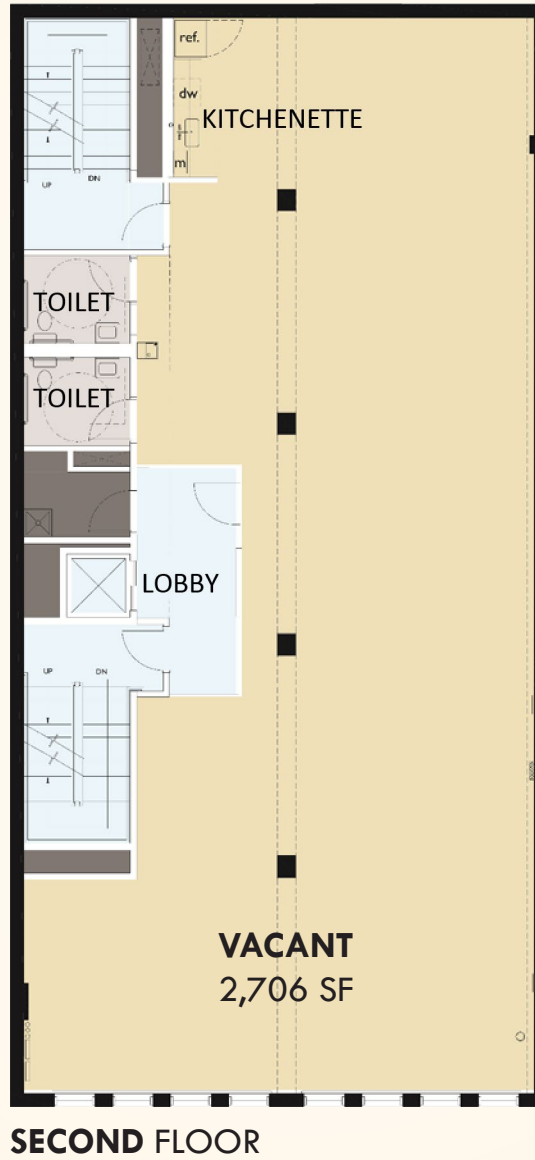 ref.
dw
KITCHENETTE
m
UP DN
TOILET
TOILET
LOBBY
UP DN
VACANT
2,706 SF
SECOND FLOOR